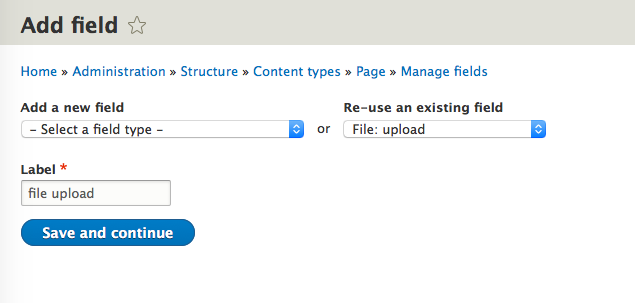 Add field
Home » Administration » Structure » Content types » Page » Manage fields
Add a new field
Re-use an existing field
– Select a field type –
or
File: upload
Label *
file upload
Save and continue